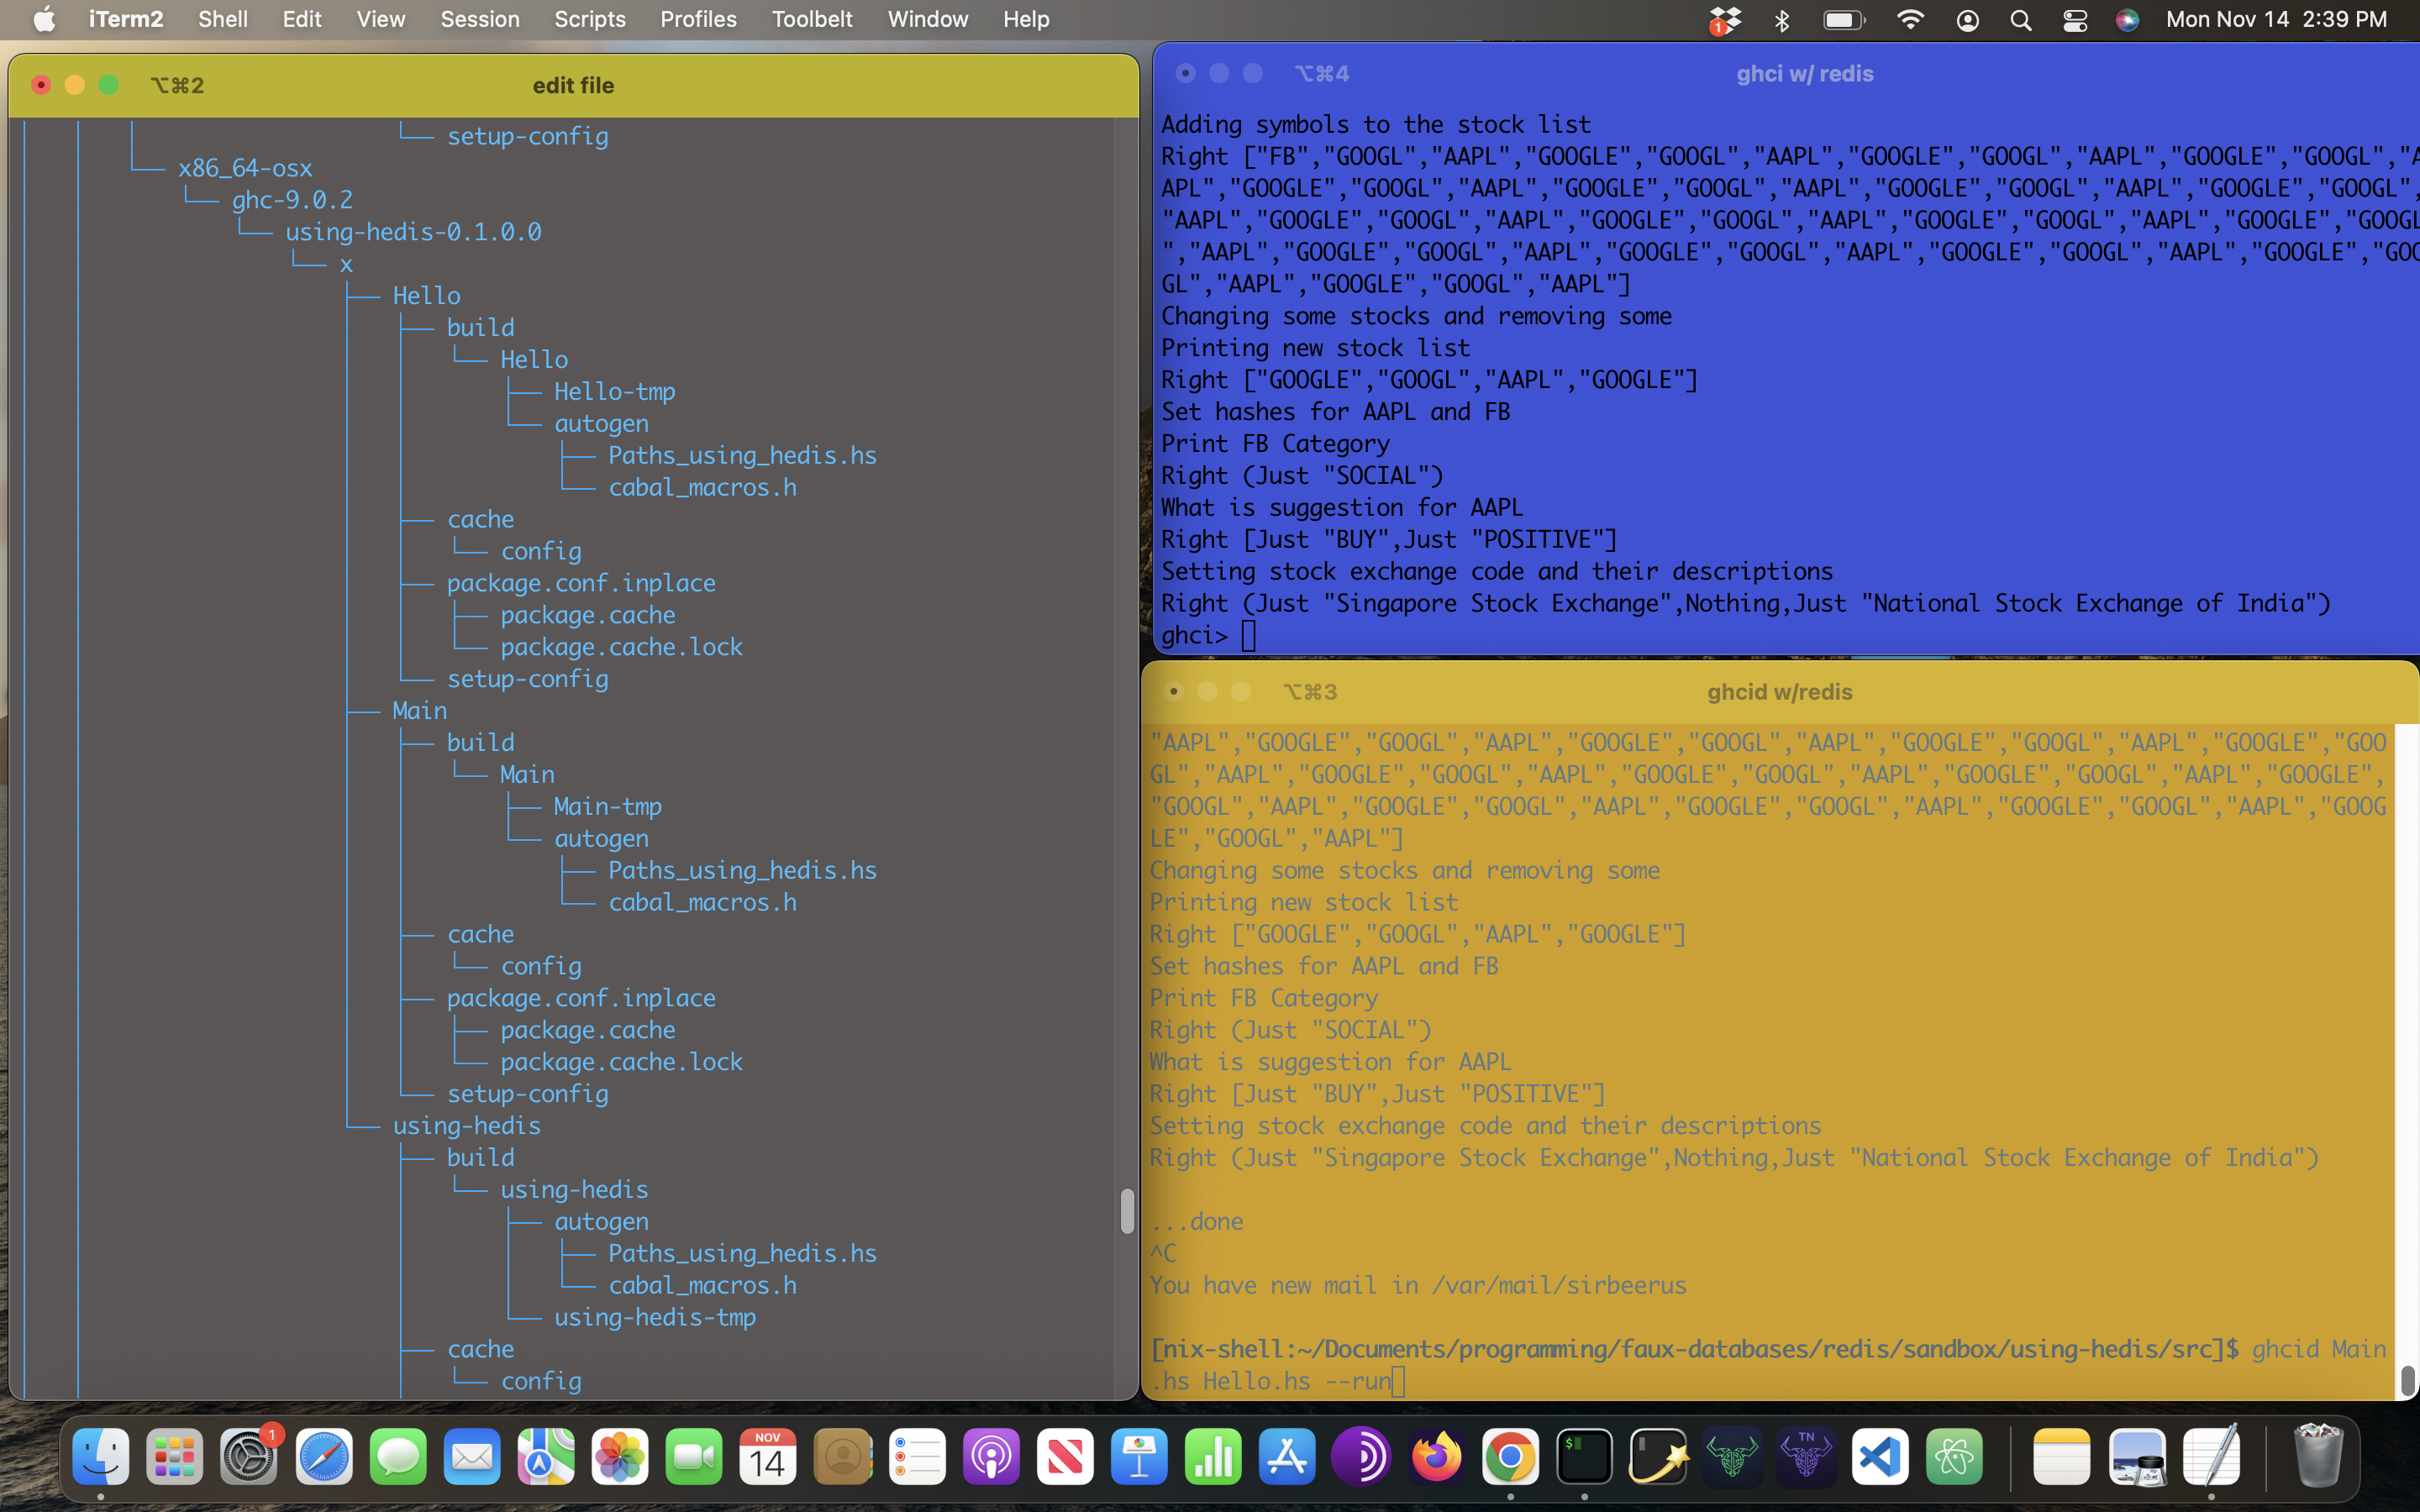 iTerm2 Shell Edit View Session Scripts Profiles Toolbelt Window Help
1
Mon Nov 14 2:39 PM
⌥⌘2
edit file
└── setup-config
└── x86_64-osx
└── ghc-9.0.2
└── using-hedis-0.1.0.0
└── x
├── Hello
├── build
└── Hello
├── Hello-tmp
└── autogen
├── Paths_using_hedis.hs
└── cabal_macros.h
├── cache
└── config
├── package.conf.inplace
├── package.cache
└── package.cache.lock
└── setup-config
├── Main
├── build
└── Main
├── Main-tmp
└── autogen
├── Paths_using_hedis.hs
└── cabal_macros.h
├── cache
└── config
├── package.conf.inplace
├── package.cache
└── package.cache.lock
└── setup-config
└── using-hedis
├── build
└── using-hedis
├── autogen
├── Paths_using_hedis.hs
└── cabal_macros.h
└── using-hedis-tmp
├── cache
└── config
⌥⌘4
ghci w/ redis
Adding symbols to the stock list
Right ["FB","GOOGL","AAPL","GOOGLE","GOOGL","AAPL","GOOGLE","GOOGL","AAPL","GOOGLE","GOOGL","A
APL","GOOGLE","GOOGL","AAPL","GOOGLE","GOOGL","AAPL","GOOGLE","GOOGL","AAPL","GOOGLE","GOOGL",
"AAPL","GOOGLE","GOOGL","AAPL","GOOGLE","GOOGL","AAPL","GOOGLE","GOOGL","AAPL","GOOGLE","GOOGL
","AAPL","GOOGLE","GOOGL","AAPL","GOOGLE","GOOGL","AAPL","GOOGLE","GOOGL","AAPL","GOOGLE","GOO
GL","AAPL","GOOGLE","GOOGL","AAPL"]
Changing some stocks and removing some
Printing new stock list
Right ["GOOGLE","GOOGL","AAPL","GOOGLE"]
Set hashes for AAPL and FB
Print FB Category
Right (Just "SOCIAL")
What is suggestion for AAPL
Right [Just "BUY",Just "POSITIVE"]
Setting stock exchange code and their descriptions
Right (Just "Singapore Stock Exchange",Nothing,Just "National Stock Exchange of India")
ghci>
⌥⌘3
ghcid w/redis
"AAPL","GOOGLE","GOOGL","AAPL","GOOGLE","GOOGL","AAPL","GOOGLE","GOOGL","AAPL","GOOGLE","GOO
GL","AAPL","GOOGLE","GOOGL","AAPL","GOOGLE","GOOGL","AAPL","GOOGLE","GOOGL","AAPL","GOOGLE",
"GOOGL","AAPL","GOOGLE","GOOGL","AAPL","GOOGLE","GOOGL","AAPL","GOOGLE","GOOGL","AAPL","GOOG
LE","GOOGL","AAPL"]
Changing some stocks and removing some
Printing new stock list
Right ["GOOGLE","GOOGL","AAPL","GOOGLE"]
Set hashes for AAPL and FB
Print FB Category
Right (Just "SOCIAL")
What is suggestion for AAPL
Right [Just "BUY",Just "POSITIVE"]
Setting stock exchange code and their descriptions
Right (Just "Singapore Stock Exchange",Nothing,Just "National Stock Exchange of India")
...done
^C
You have new mail in /var/mail/sirbeerus
[nix-shell:~/Documents/programming/faux-databases/redis/sandbox/using-hedis/src]$ ghcid Main
.hs Hello.hs --run
1
NOV
14
$
TN